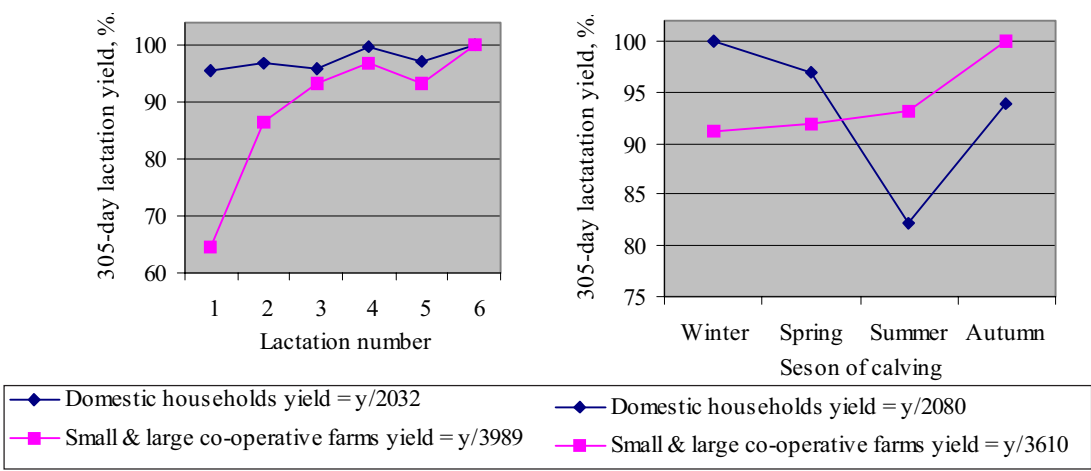 305-day lactation yield, %.
100
90
80
70
60
1 2 3 4 5 6
Lactation number
305-day lactatation yield, %.
100
95
90
85
80
75
Winter Spring Summer Autumn
Seson of calving
Domestic households yield = y/2032
Small & large co-operative farms yield = y/3989
Domestic households yield = y/2080
Small & large co-operative farms yield = y/3610